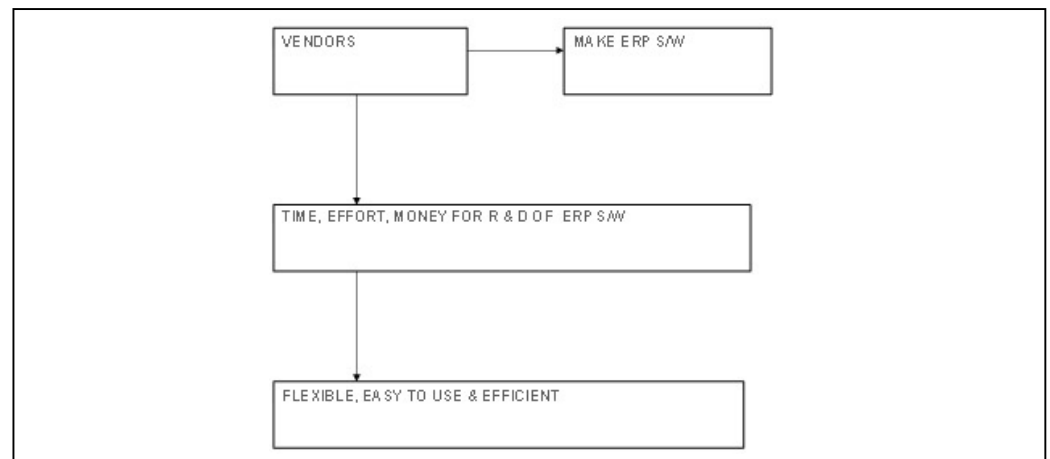 VENDORS
MAKE ERP S/W
TIME, EFFORT, MONEY FOR R & D OF ERP S/W
FLEXIBLE, EASY TO USE & EFFICIENT